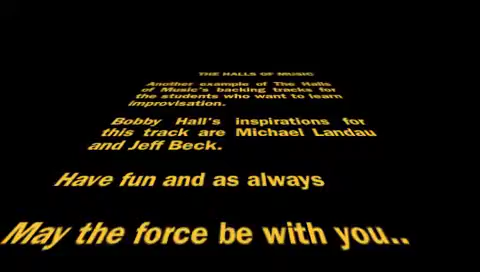 THE HALLS OF MUSIC
Another example of The Halls
of Music's backing tracks for
the students who want to learn
improvisation.
Bobby Hall's inspirations for
this track are Michael Landau
and Jeff Beck.
Have fun and as always
May the force be with you..